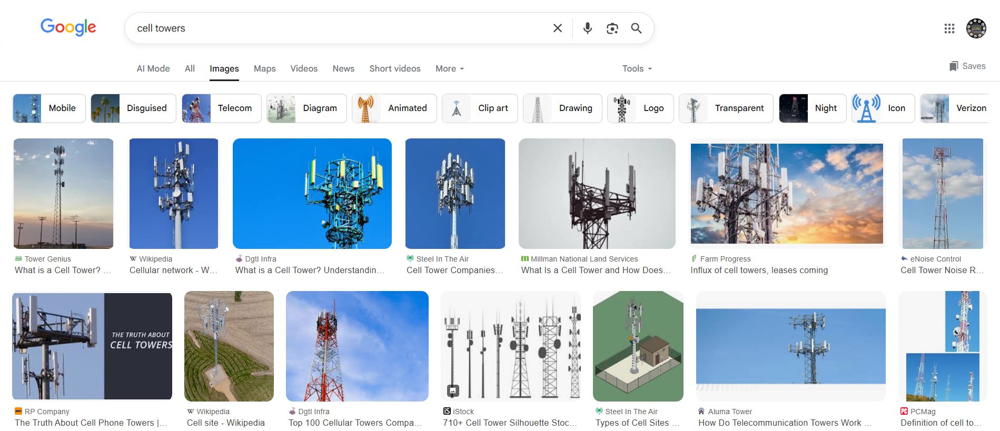 Google
cell towers
AI Mode
All
Images
Maps
Videos
News
Short videos
More
Tools
Saves
Mobile
Disguised
Telecom
Diagram
Animated
Clip art
Drawing
Logo
Transparent
Night
Icon
verizon
Verizon
Tower Genius
What is a Cell Tower? ...
W Wikipedia
Cellular network - W...
Dgtl Infra
What is a Cell Tower? Understandin...
Steel In The Air
Cell Tower Companies...
Millman National Land Services
What Is a Cell Tower and How Does...
Farm Progress
Influx of cell towers, leases coming
eNoise Control
Cell Tower Noise R...
THE TRUTH ABOUT
CELL TOWERS
RP Company
The Truth About Cell Phone Towers |...
W Wikipedia
Cell site - Wikipedia
Dgtl Infra
Top 100 Cellular Towers Compa...
iS iStock
710+ Cell Tower Silhouette Stoc...
Steel In The Air
Types of Cell Sites ...
Aluma Tower
How Do Telecommunication Towers Work ...
PC PCMag
Definition of cell to...